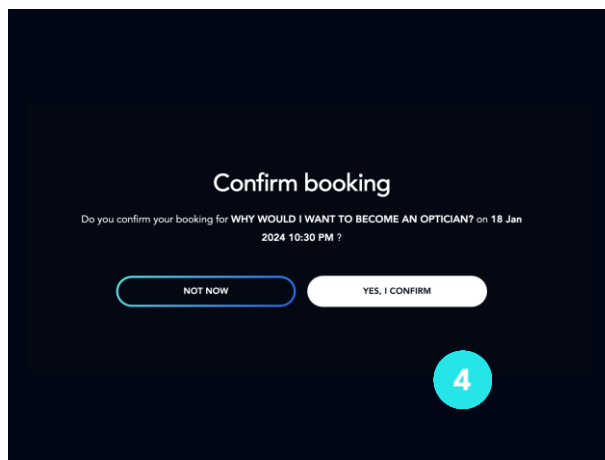 Confirm booking
Do you confirm your booking for WHY WOULD I WANT TO BECOME AN OPTICIAN? on 18 Jan
2024 10:30 PM ?
NOT NOW
YES, I CONFIRM
4